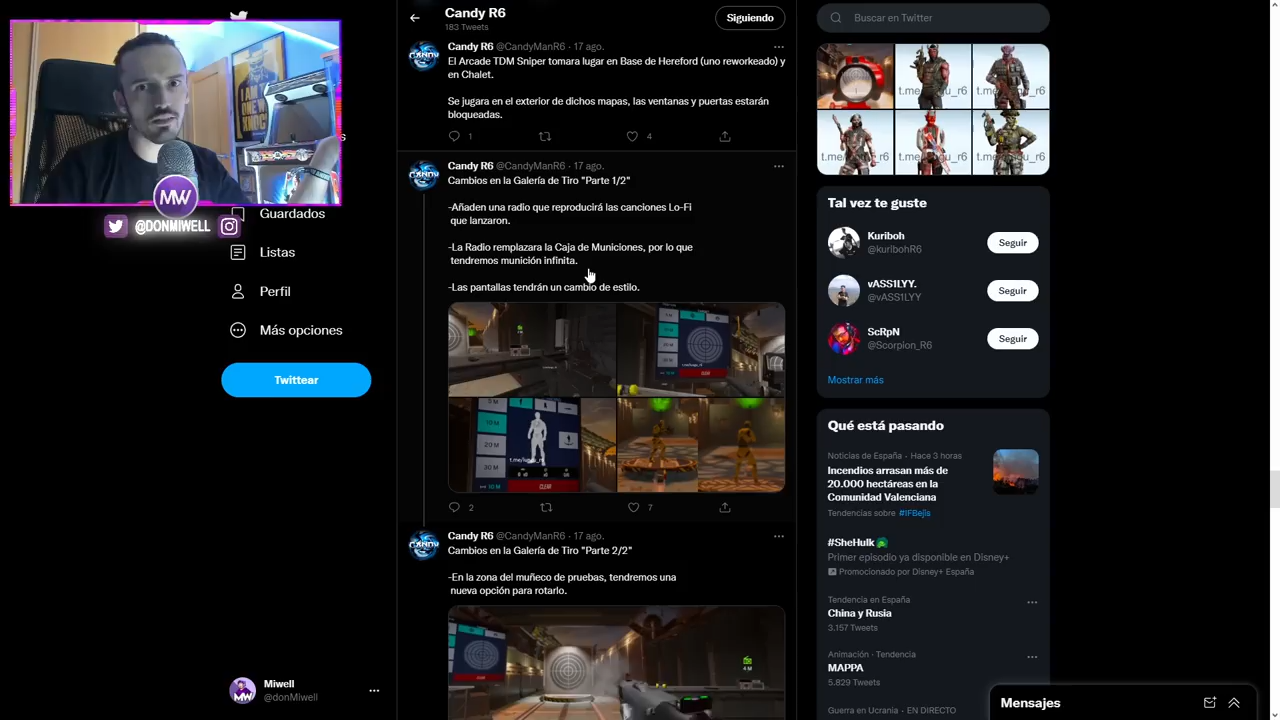 Candy R6
183 Tweets
Siguiendo
Buscar en Twitter
Candy R6 @CandyManR6 · 17 ago.
El Arcade TDM Sniper tomara lugar en Base de Hereford (uno reworkeado) y
en Chalet.
Se jugara en el exterior de dichos mapas, las ventanas y puertas estarán
bloqueadas.
1
4
Candy R6 @CandyManR6 · 17 ago.
Cambios en la Galería de Tiro "Parte 1/2"
-Añaden una radio que reproducirá las canciones Lo-Fi
que lanzaron.
-La Radio remplazara la Caja de Municiones, por lo que
tendremos munición infinita.
-Las pantallas tendrán un cambio de estilo.
5 M
10 M
20 M
20 M
10 M
CLEAR
2
7
Candy R6 @CandyManR6 · 17 ago.
Cambios en la Galería de Tiro "Parte 2/2"
-En la zona del muñeco de pruebas, tendremos una
nueva opción para rotarlo.
4 M
I AM
ONE
MW
@DONMIWELL
Guardados
Listas
Perfil
Más opciones
Twittear
Miwell
@donMiwell
Tal vez te guste
Kuriboh
@kuribohR6
Seguir
vASS1LYY.
@vASS1LYY
Seguir
ScRpN
@Scorpion_R6
Seguir
Mostrar más
Qué está pasando
Noticias de España · Hace 3 horas
Incendios arrasan más de
20.000 hectáreas en la
Comunidad Valenciana
Tendencias sobre #IFBejis
#SheHulk
Primer episodio ya disponible en Disney+
Promocionado por Disney+ España
Tendencia en España
China y Rusia
3.157 Tweets
Animación · Tendencia
MAPPA
5.829 Tweets
Guerra en Ucrania · EN DIRECTO
Mensajes